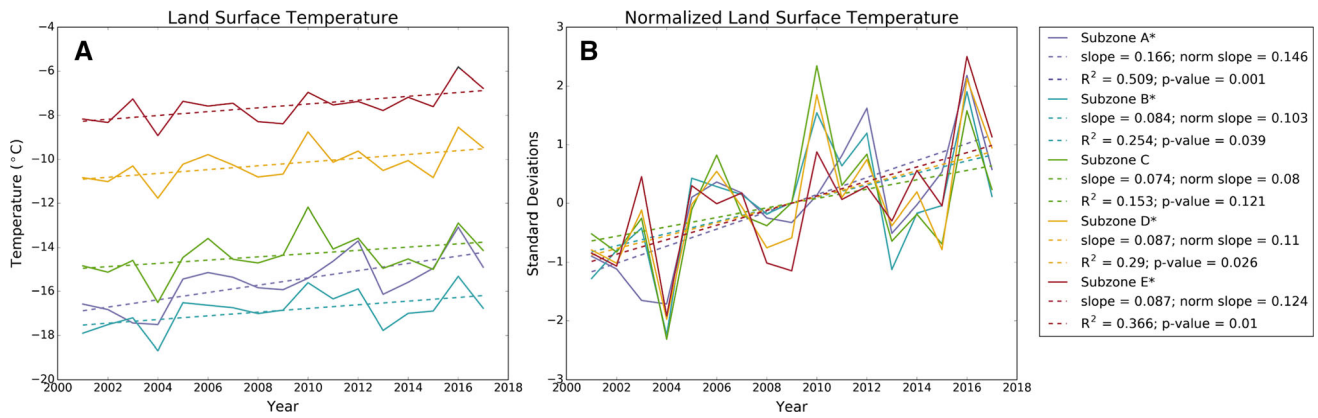 Land Surface Temperature
A
Temperature (°C)
−4
−6
−8
−10
−12
−14
−16
−18
−20
2000 2002 2004 2006 2008 2010 2012 2014 2016 2018
Year
Normalized Land Surface Temperature
B
Standard Deviations
3
2
1
0
−1
−2
−3
2000 2002 2004 2006 2008 2010 2012 2014 2016 2018
Year
Subzone A*
slope = 0.166; norm slope = 0.146
R² = 0.509; p-value = 0.001
Subzone B*
slope = 0.084; norm slope = 0.103
R² = 0.254; p-value = 0.039
Subzone C
slope = 0.074; norm slope = 0.08
R² = 0.153; p-value = 0.121
Subzone D*
slope = 0.087; norm slope = 0.11
R² = 0.29; p-value = 0.026
Subzone E*
slope = 0.087; norm slope = 0.124
R² = 0.366; p-value = 0.01